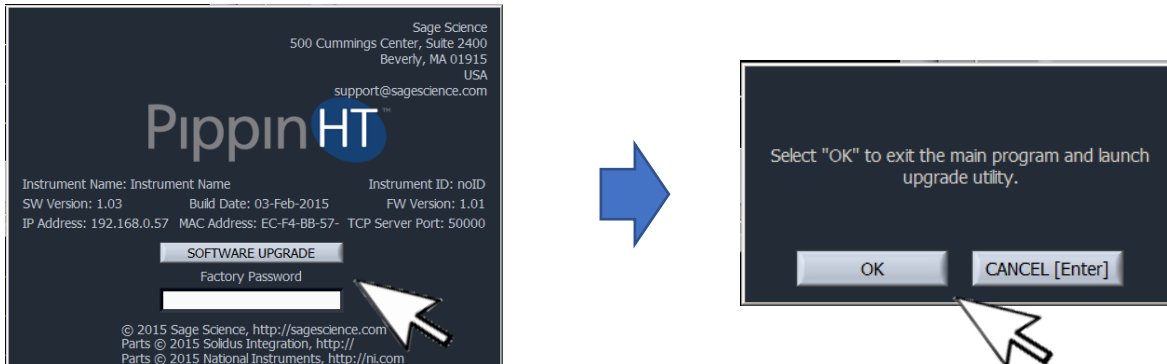 Sage Science
500 Cummings Center, Suite 2400
Beverly, MA 01915
USA
support@sagescience.com
PippinHT™
Instrument Name: Instrument Name Instrument ID: noID
SW Version: 1.03 Build Date: 03-Feb-2015 FW Version: 1.01
IP Address: 192.168.0.57 MAC Address: EC-F4-BB-57- TCP Server Port: 50000
SOFTWARE UPGRADE
Factory Password
© 2015 Sage Science, http://sagescience.com
Parts © 2015 Solidus Integration, http://
Parts © 2015 National Instruments, http://ni.com
Select "OK" to exit the main program and launch
upgrade utility.
OK CANCEL [Enter]